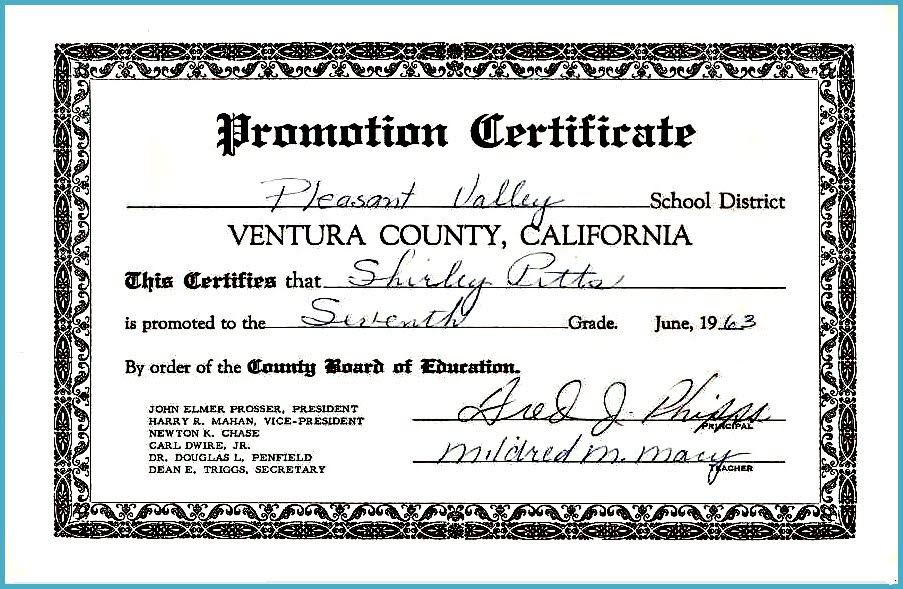 Promotion Certificate
Pleasant Valley School District
VENTURA COUNTY, CALIFORNIA
This Certifies that Shirley Pitts
is promoted to the Seventh Grade. June, 1963
By order of the County Board of Education.
JOHN ELMER PROSSER, PRESIDENT
HARRY R. MAHAN, VICE-PRESIDENT
NEWTON K. CHASE
CARL DWIRE, JR.
DR. DOUGLAS L. PENFIELD
DEAN E. TRIGGS, SECRETARY
Fred J. Phipps
PRINCIPAL
Mildred M. Macy
TEACHER